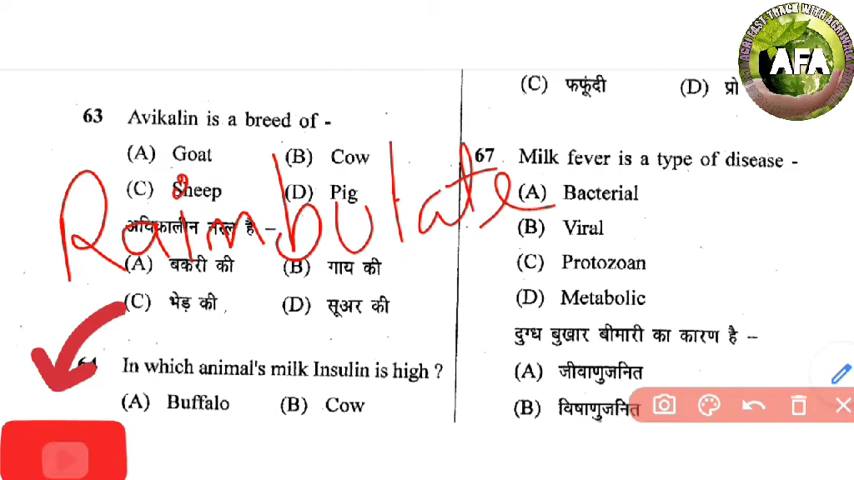 63 Avikalin is a breed of -
(A) Goat (B) Cow
(C) Sheep (D) Pig
अविकालीन नस्ल है –
(A) बकरी की (B) गाय की
(C) भेड़ की (D) सूअर की
Raimbulate
64 In which animal's milk Insulin is high ?
(A) Buffalo (B) Cow
(C) फफूंदी (D) प्रो
67 Milk fever is a type of disease -
(A) Bacterial
(B) Viral
(C) Protozoan
(D) Metabolic
दुग्ध बुखार बीमारी का कारण है –
(A) जीवाणुजनित
(B) विषाणुजनित
AFA